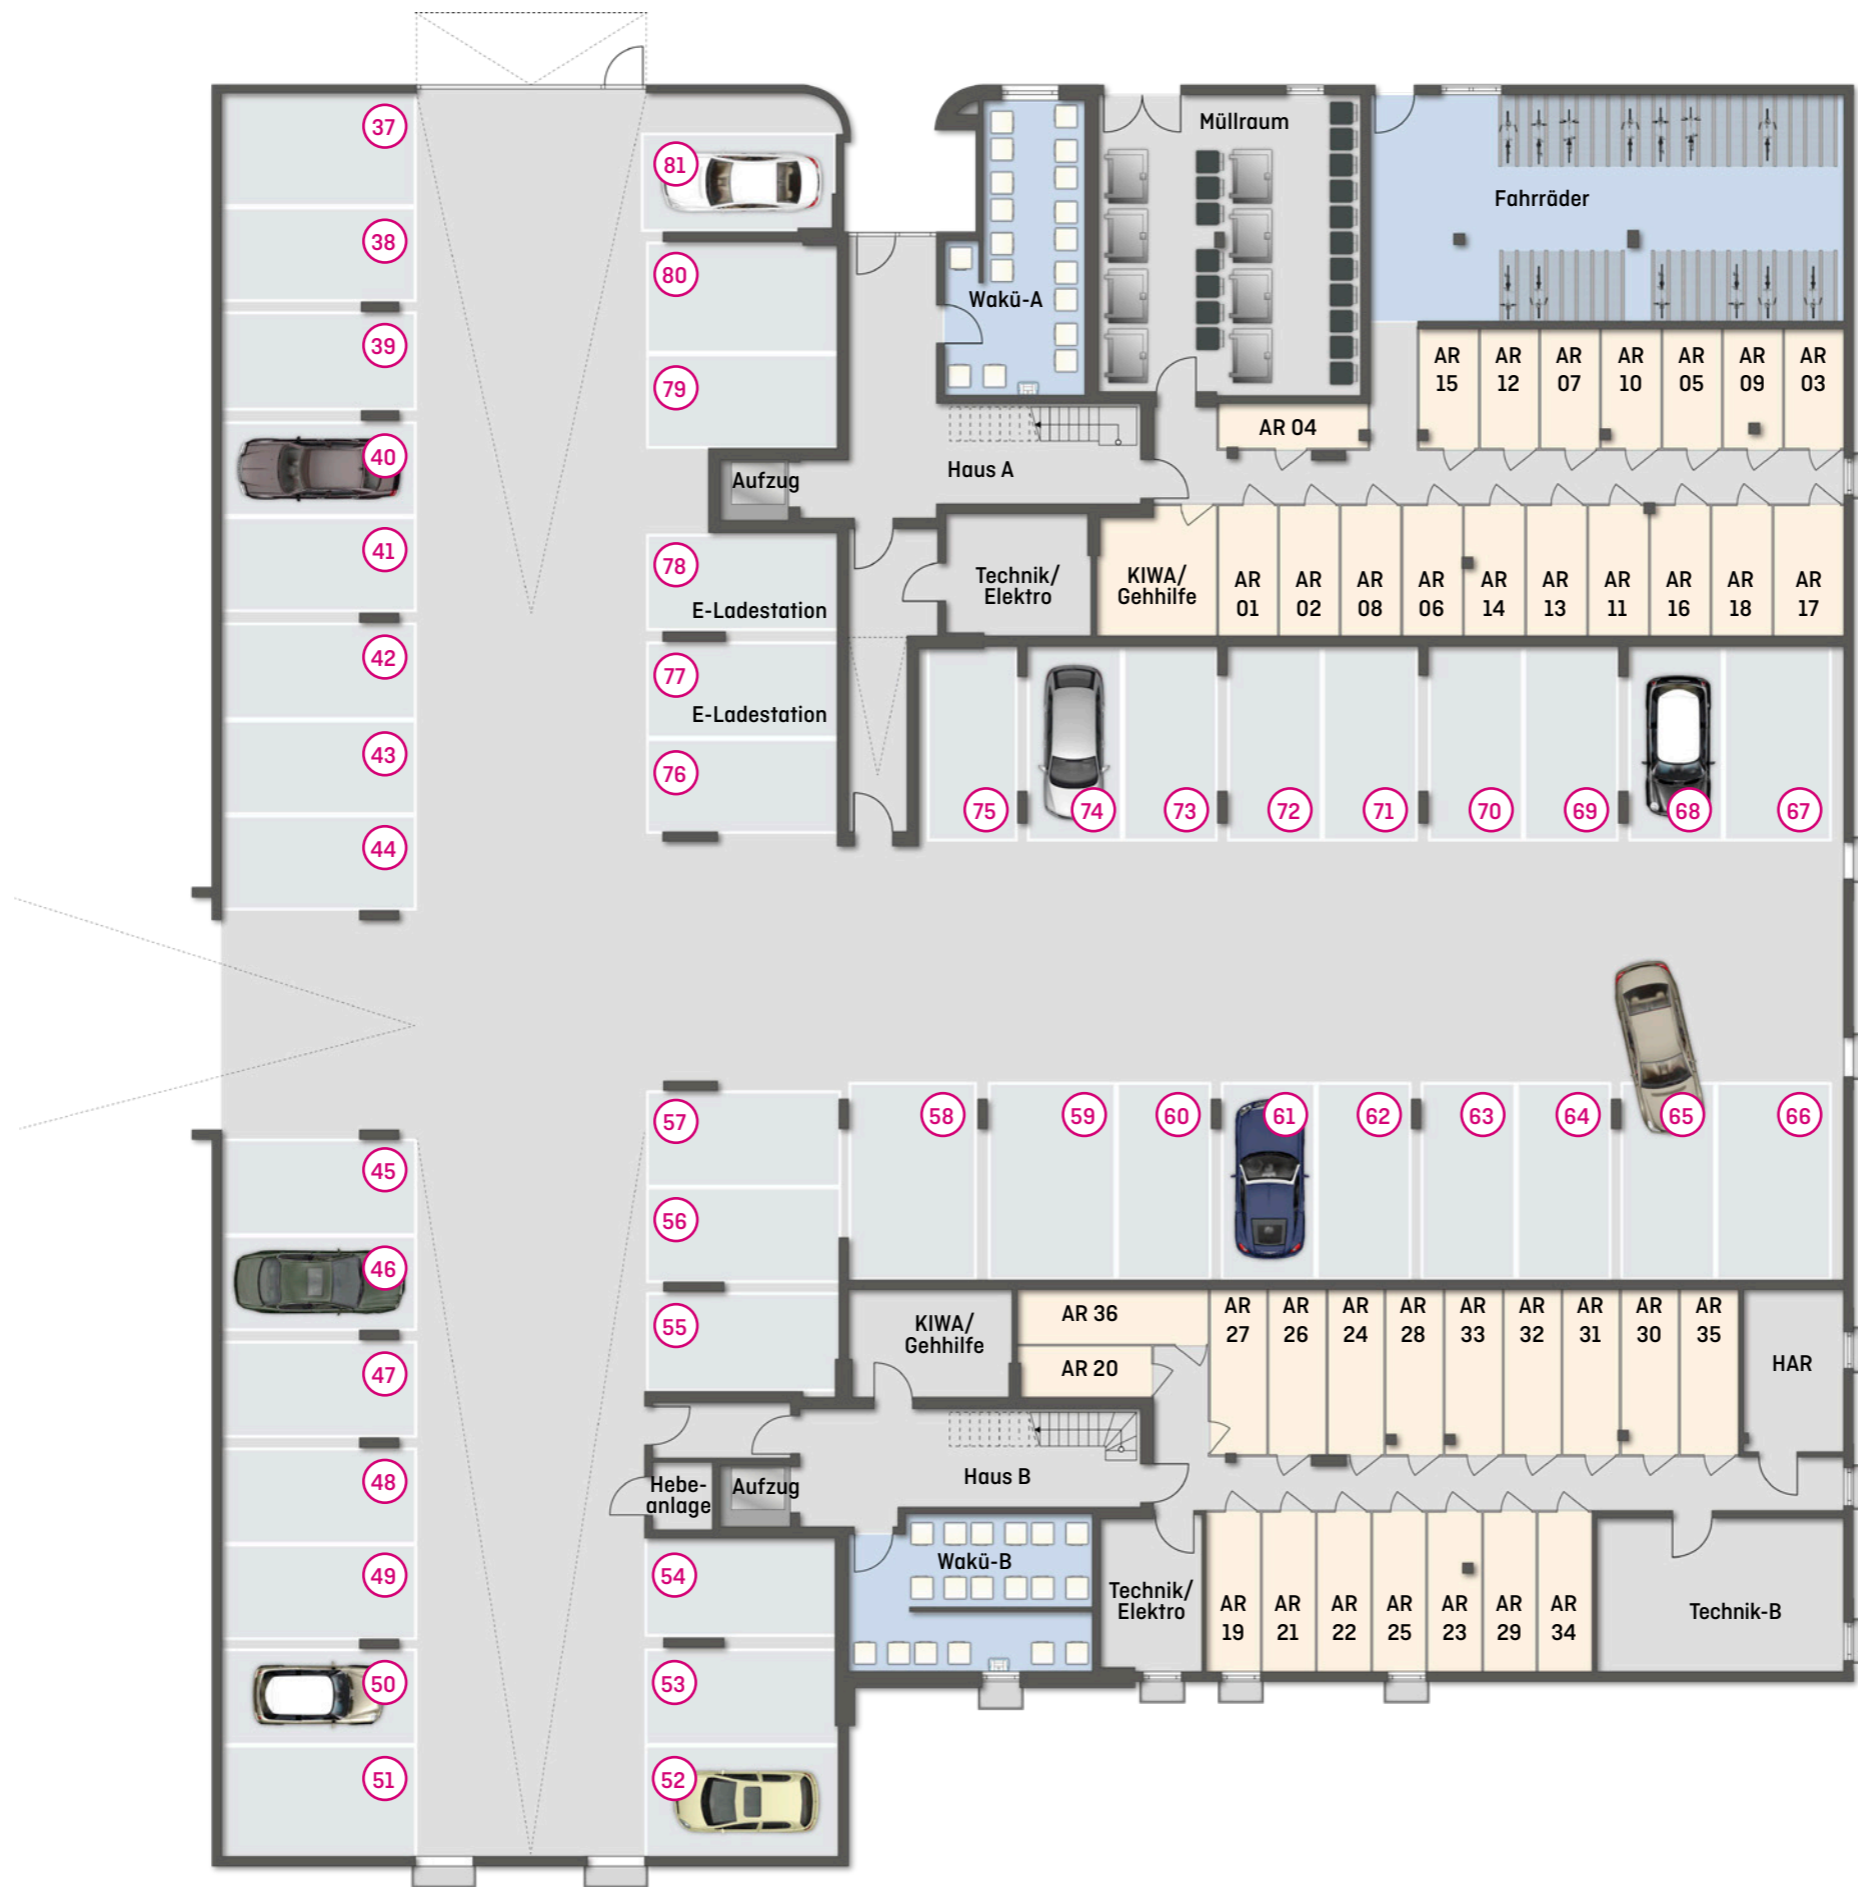 37
38
39
40
41
42
43
44
45
46
47
48
49
50
51
81
80
79
Aufzug
78
E-Ladestation
77
E-Ladestation
76
57
56
55
Hebe-
anlage
Aufzug
54
53
52
Wakü-A
Müllraum
Fahrräder
Haus A
AR 04
AR
15
AR
12
AR
07
AR
10
AR
05
AR
09
AR
03
Technik/
Elektro
KIWA/
Gehhilfe
AR
01
AR
02
AR
08
AR
06
AR
14
AR
13
AR
11
AR
16
AR
18
AR
17
75
74
73
72
71
70
69
68
67
58
59
60
61
62
63
64
65
66
KIWA/
Gehhilfe
AR 36
AR 20
AR
27
AR
26
AR
24
AR
28
AR
33
AR
32
AR
31
AR
30
AR
35
HAR
Haus B
Wakü-B
Technik/
Elektro
AR
19
AR
21
AR
22
AR
25
AR
23
AR
29
AR
34
Technik-B